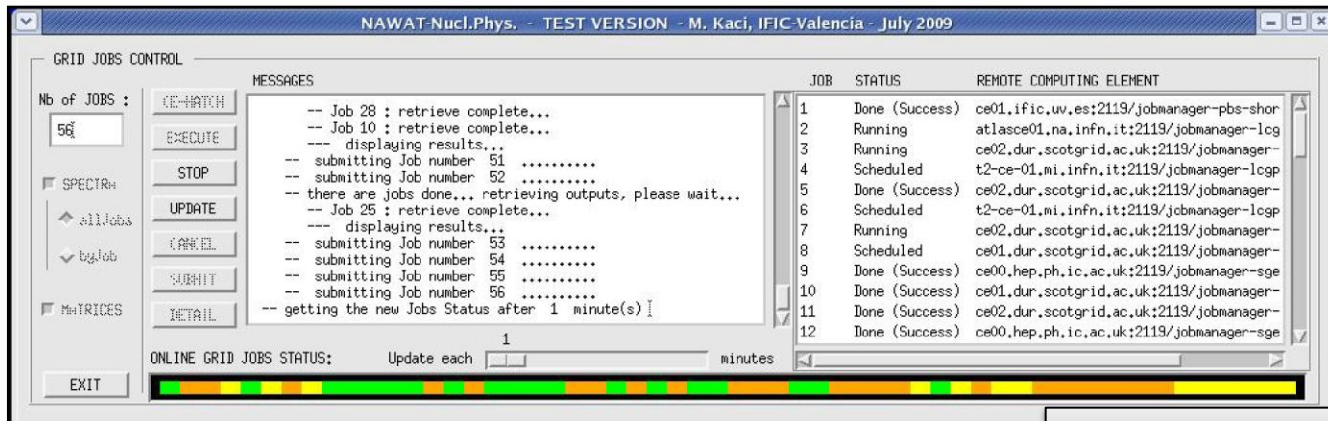 NAWAT-Nucl.Phys. - TEST VERSION - M. Kaci, IFIC-Valencia - July 2009
GRID JOBS CONTROL
Nb of JOBS :
56
SPECTRA
allJobs
byJob
MATRICES
EXIT
CE-MATCH
EXECUTE
STOP
UPDATE
CANCEL
SUBMIT
DETAIL
MESSAGES
-- Job 28 : retrieve complete...
-- Job 10 : retrieve complete...
--- displaying results...
-- submitting Job number 51 ..........
-- submitting Job number 52 ..........
-- there are jobs done... retrieving outputs, please wait...
-- Job 25 : retrieve complete...
--- displaying results...
-- submitting Job number 53 ..........
-- submitting Job number 54 ..........
-- submitting Job number 55 ..........
-- submitting Job number 56 ..........
-- getting the new Jobs Status after 1 minute(s)
JOB STATUS REMOTE COMPUTING ELEMENT
1 Done (Success) ce01.ific.uv.es:2119/jobmanager-pbs-shor
2 Running atlasce01.na.infn.it:2119/jobmanager-lcg
3 Running ce02.dur.scotgrid.ac.uk:2119/jobmanager-
4 Scheduled t2-ce-01.mi.infn.it:2119/jobmanager-lcgp
5 Done (Success) ce02.dur.scotgrid.ac.uk:2119/jobmanager-
6 Scheduled t2-ce-01.mi.infn.it:2119/jobmanager-lcgp
7 Running ce02.dur.scotgrid.ac.uk:2119/jobmanager-
8 Scheduled ce01.dur.scotgrid.ac.uk:2119/jobmanager-
9 Done (Success) ce00.hep.ph.ic.ac.uk:2119/jobmanager-sge
10 Done (Success) ce01.dur.scotgrid.ac.uk:2119/jobmanager-
11 Done (Success) ce02.dur.scotgrid.ac.uk:2119/jobmanager-
12 Done (Success) ce00.hep.ph.ic.ac.uk:2119/jobmanager-sge
1
ONLINE GRID JOBS STATUS: Update each minutes